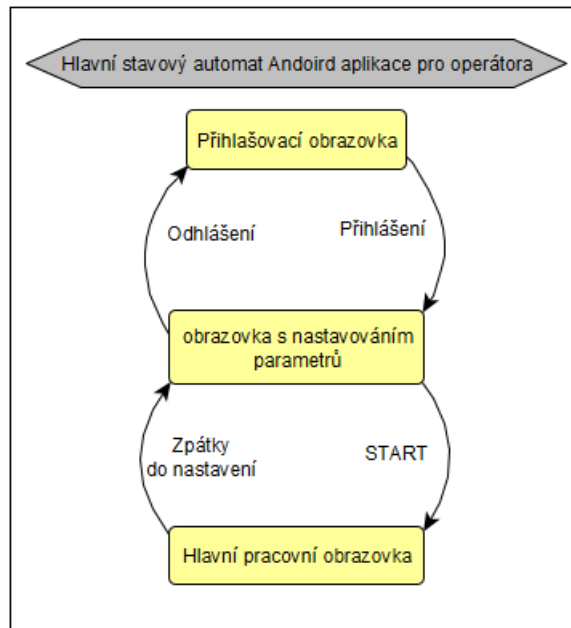 Hlavní stavový automat Andoird aplikace pro operátora
Přihlašovací obrazovka
Odhlášení
Přihlášení
obrazovka s nastavováním
parametrů
Zpátky
do nastavení
START
Hlavní pracovní obrazovka